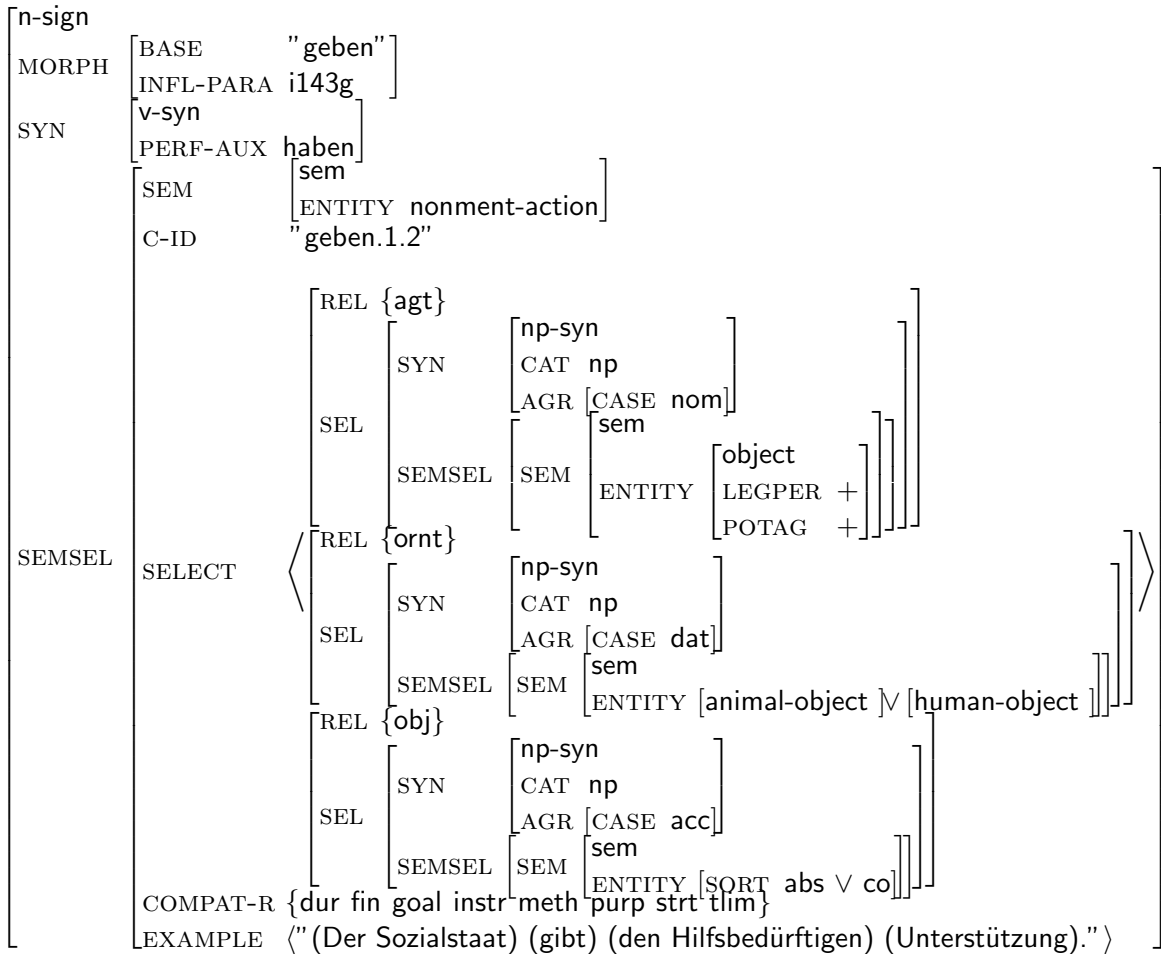 n-sign
MORPH
BASE "geben"
INFL-PARA i143g
SYN
v-syn
PERF-AUX haben
SEMSEL
SEM
sem
ENTITY nonment-action
C-ID "geben.1.2"
SELECT
REL {agt}
SEL
SYN
np-syn
CAT np
AGR [CASE nom]
SEMSEL
SEM
sem
ENTITY
object
LEGPER +
POTAG +
REL {ornt}
SEL
SYN
np-syn
CAT np
AGR [CASE dat]
SEMSEL
SEM
sem
ENTITY [animal-object ]∨ [human-object ]
REL {obj}
SEL
SYN
np-syn
CAT np
AGR [CASE acc]
SEMSEL
SEM
sem
ENTITY [SORT abs ∨ co]
COMPAT-R {dur fin goal instr meth purp strt tlim}
EXAMPLE ⟨"(Der Sozialstaat) (gibt) (den Hilfsbedürftigen) (Unterstützung)."⟩